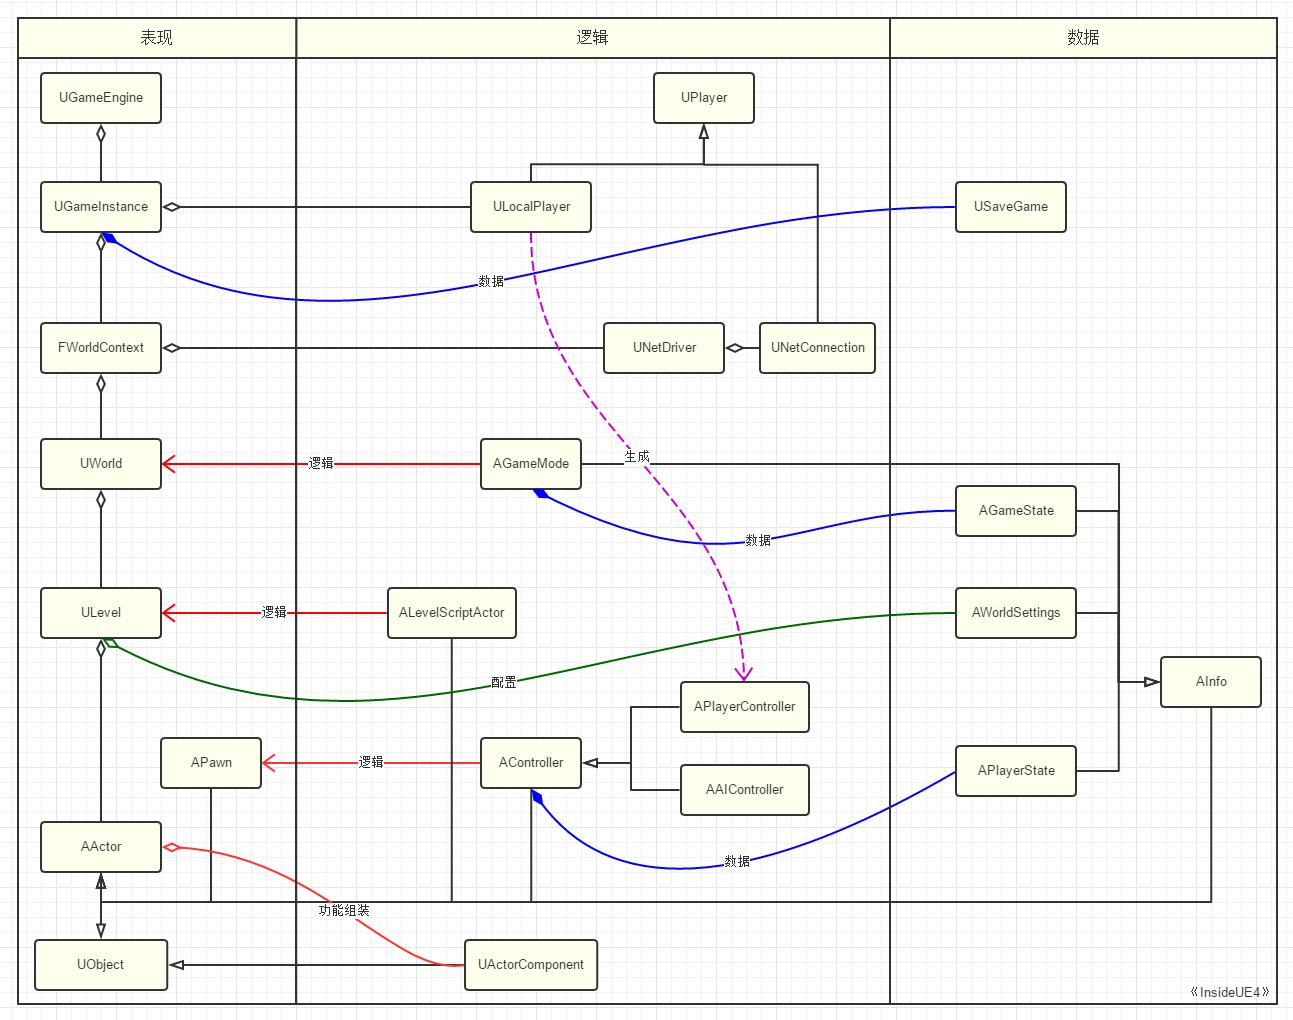 表现
逻辑
数据
UGameEngine
UPlayer
UGameInstance
ULocalPlayer
USaveGame
数据
FWorldContext
UNetDriver
UNetConnection
UWorld
逻辑
AGameMode
生成
AGameState
数据
ULevel
逻辑
ALevelScriptActor
AWorldSettings
配置
AInfo
APlayerController
APawn
逻辑
AController
APlayerState
AAIController
AActor
数据
功能组装
UObject
UActorComponent
《InsideUE4》